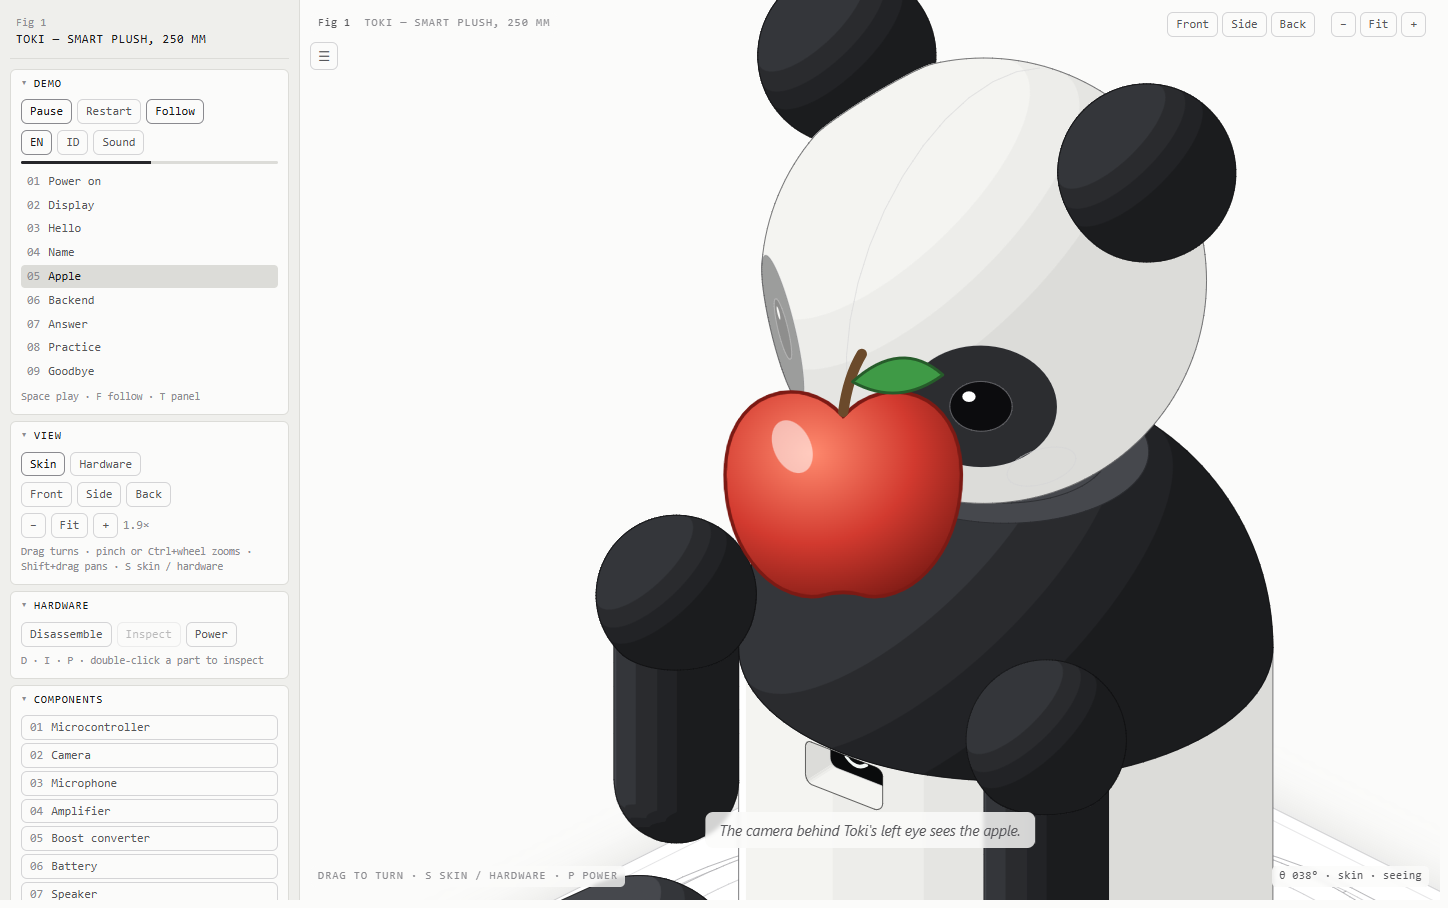 Fig 1
TOKI — SMART PLUSH, 250 MM
DEMO
Pause Restart Follow
EN ID Sound
01 Power on
02 Display
03 Hello
04 Name
05 Apple
06 Backend
07 Answer
08 Practice
09 Goodbye
Space play · F follow · T panel
VIEW
Skin Hardware
Front Side Back
− Fit + 1.9×
Drag turns · pinch or Ctrl+wheel zooms ·
Shift+drag pans · S skin / hardware
HARDWARE
Disassemble Inspect Power
D · I · P · double-click a part to inspect
COMPONENTS
01 Microcontroller
02 Camera
03 Microphone
04 Amplifier
05 Boost converter
06 Battery
07 Speaker
Fig 1 TOKI — SMART PLUSH, 250 MM
Front Side Back − Fit +
The camera behind Toki's left eye sees the apple.
DRAG TO TURN · S SKIN / HARDWARE · P POWER
θ 038° · skin · seeing